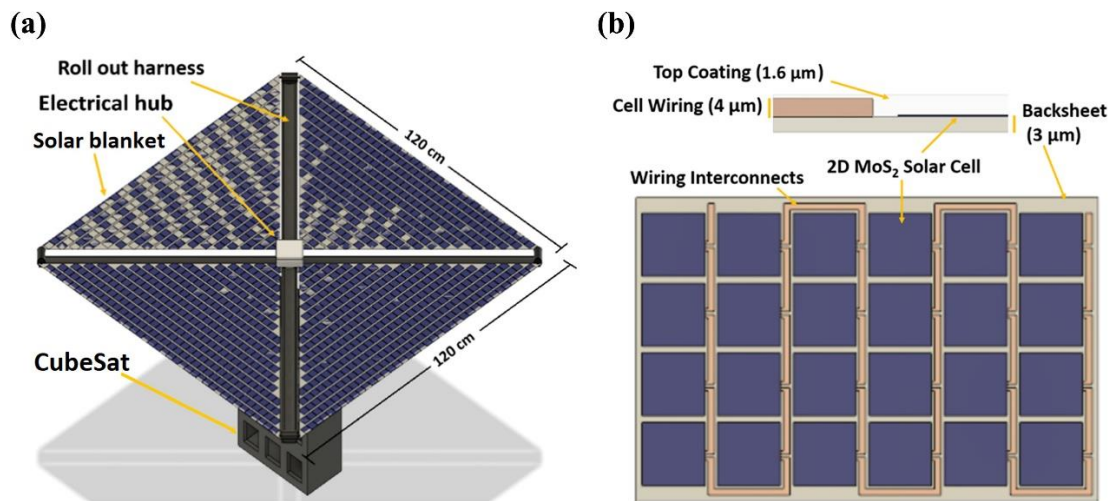 (a)
Roll out harness
Electrical hub
Solar blanket
120 cm
120 cm
CubeSat
(b)
Top Coating (1.6 μm)
Cell Wiring (4 μm)
Backsheet
(3 μm)
2D MoS₂ Solar Cell
Wiring Interconnects